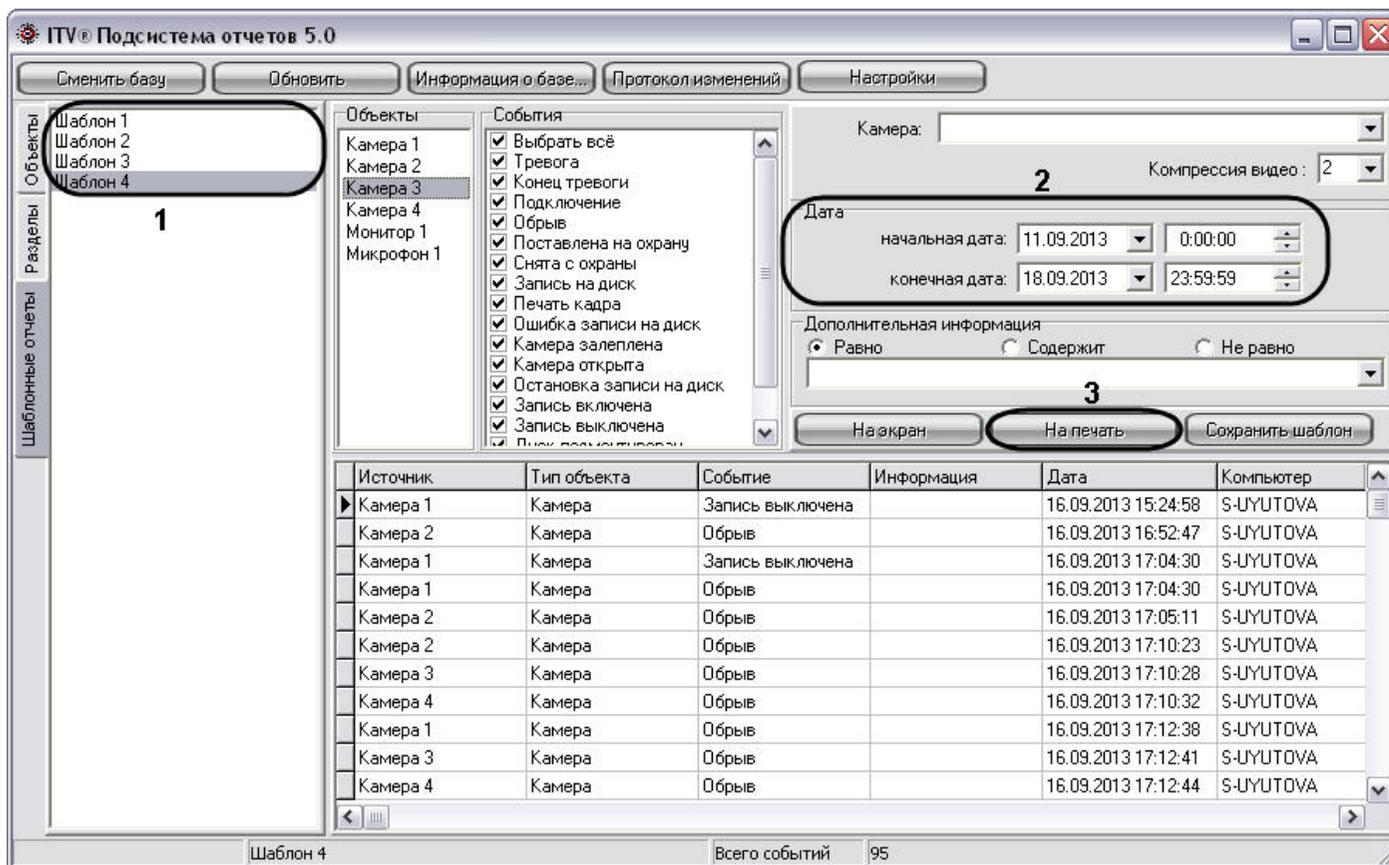 ITV® Подсистема отчетов 5.0
Сменить базу Обновить Информация о базе... Протокол изменений Настройки
Объекты
Разделы
Шаблонные отчеты
Шаблон 1
Шаблон 2
Шаблон 3
Шаблон 4
1
Объекты
Камера 1
Камера 2
Камера 3
Камера 4
Монитор 1
Микрофон 1
События
Выбрать всё
Тревога
Конец тревоги
Подключение
Обрыв
Поставлена на охрану
Снята с охраны
Запись на диск
Печать кадра
Ошибка записи на диск
Камера залеплена
Камера открыта
Остановка записи на диск
Запись включена
Запись выключена
Камера:
Компрессия видео : 2
2
Дата
начальная дата: 11.09.2013 0:00:00
конечная дата: 18.09.2013 23:59:59
Дополнительная информация
Равно Содержит Не равно
3
На экран На печать Сохранить шаблон
Источник Тип объекта Событие Информация Дата Компьютер
Камера 1 Камера Запись выключена 16.09.2013 15:24:58 S-UYUTOVA
Камера 2 Камера Обрыв 16.09.2013 16:52:47 S-UYUTOVA
Камера 1 Камера Запись выключена 16.09.2013 17:04:30 S-UYUTOVA
Камера 1 Камера Обрыв 16.09.2013 17:04:30 S-UYUTOVA
Камера 2 Камера Обрыв 16.09.2013 17:05:11 S-UYUTOVA
Камера 2 Камера Обрыв 16.09.2013 17:10:23 S-UYUTOVA
Камера 3 Камера Обрыв 16.09.2013 17:10:28 S-UYUTOVA
Камера 4 Камера Обрыв 16.09.2013 17:10:32 S-UYUTOVA
Камера 1 Камера Обрыв 16.09.2013 17:12:38 S-UYUTOVA
Камера 3 Камера Обрыв 16.09.2013 17:12:41 S-UYUTOVA
Камера 4 Камера Обрыв 16.09.2013 17:12:44 S-UYUTOVA
Шаблон 4 Всего событий 95